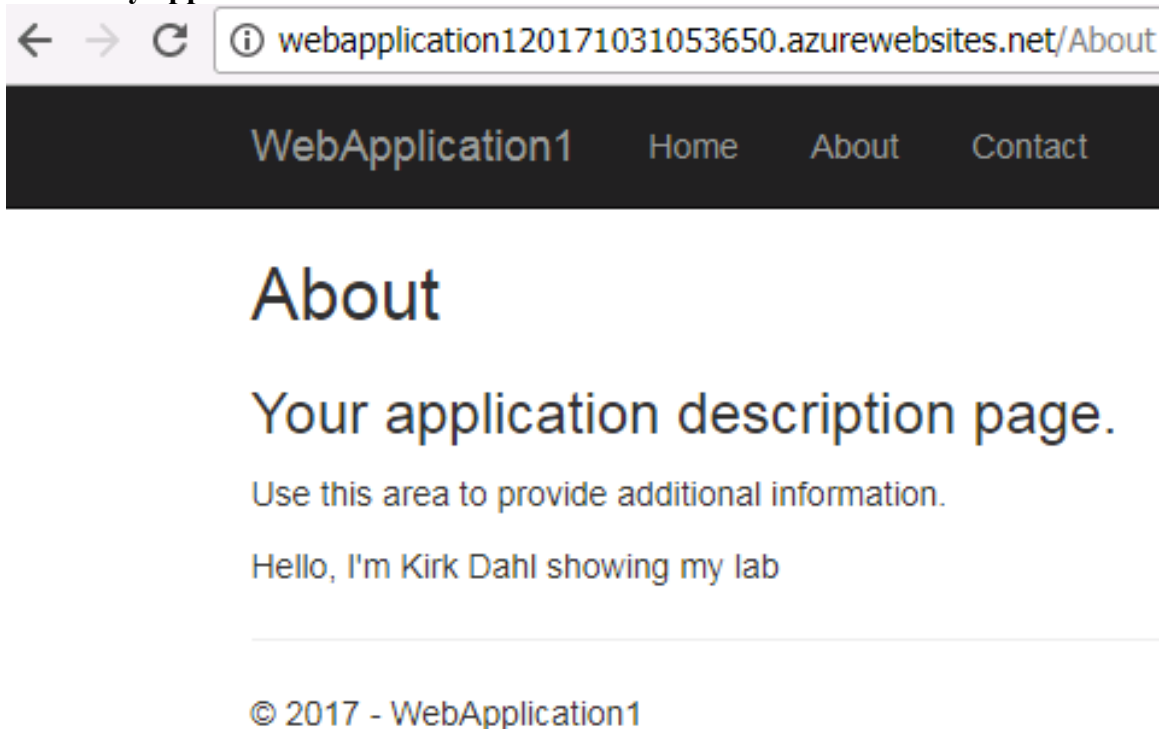 webapplication120171031053650.azurewebsites.net/About
WebApplication1 Home About Contact
About
Your application description page.
Use this area to provide additional information.
Hello, I'm Kirk Dahl showing my lab
© 2017 - WebApplication1